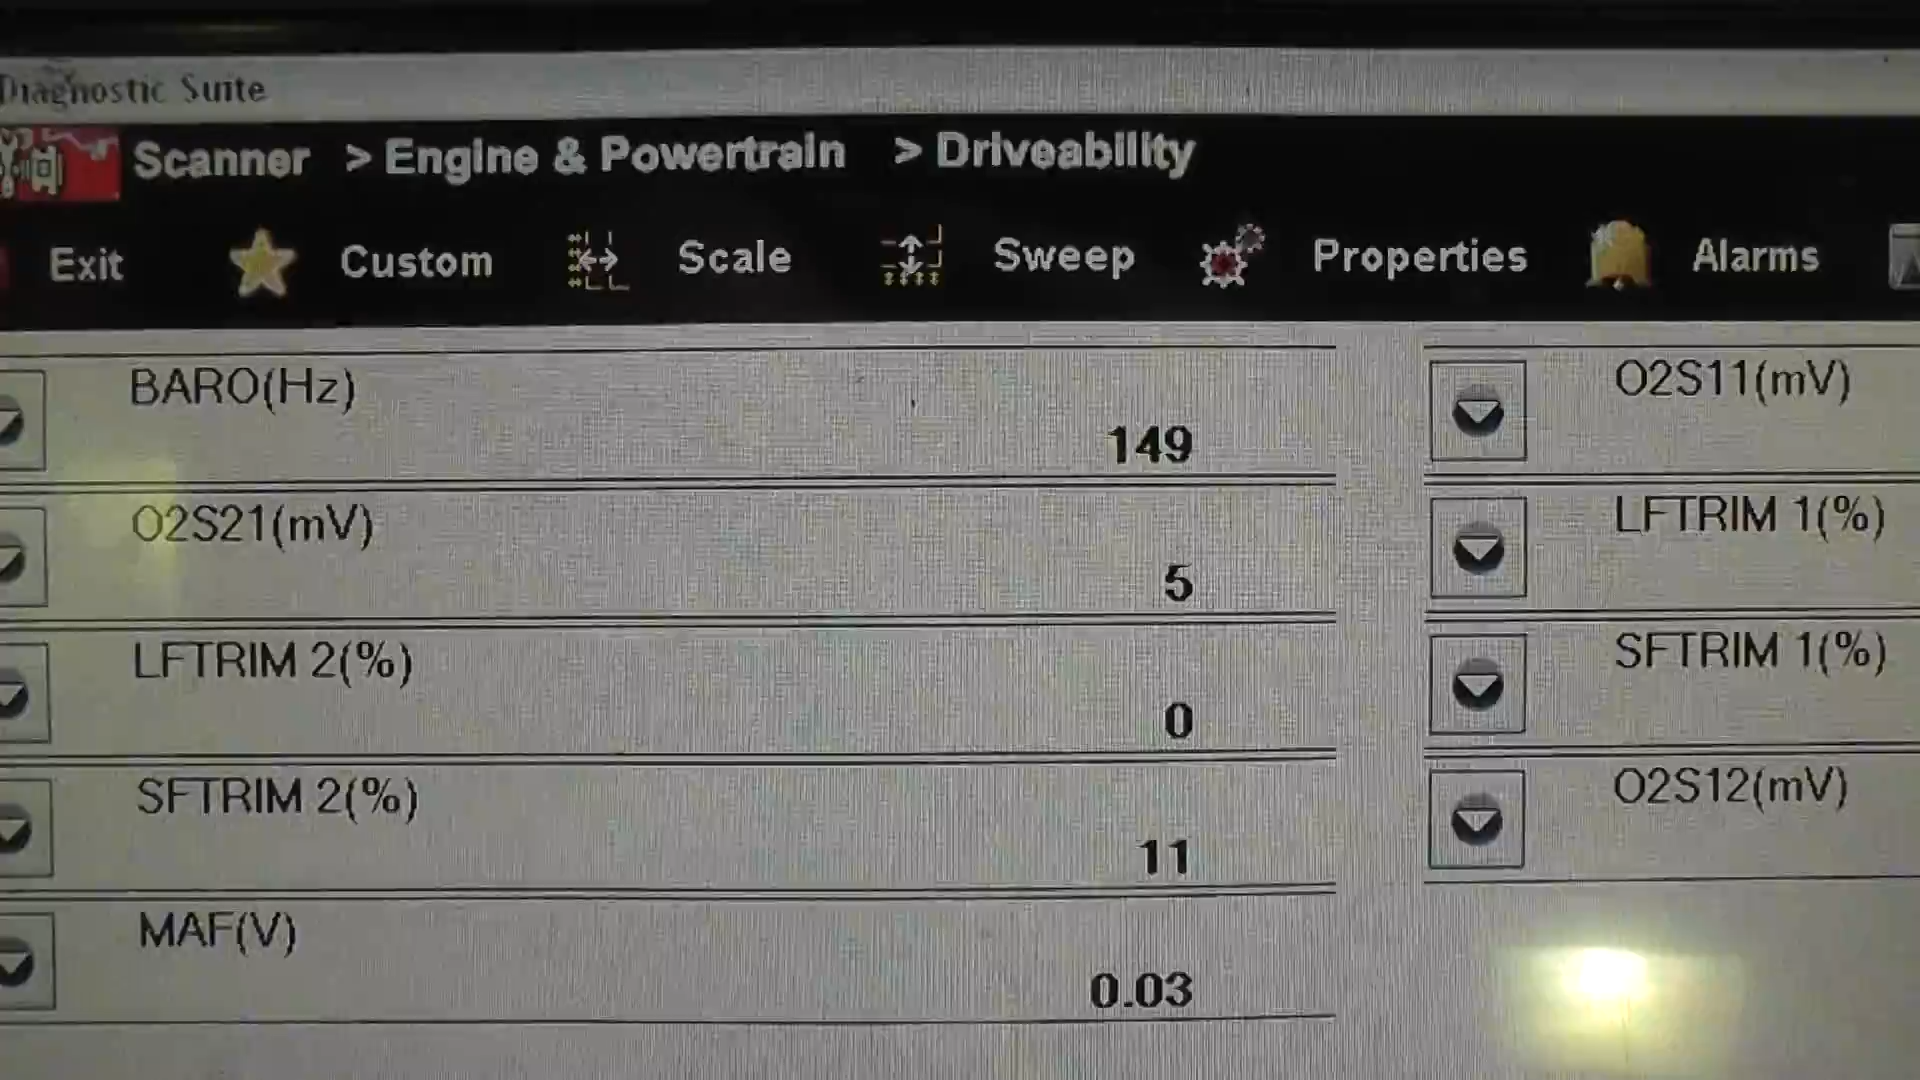 Diagnostic Suite
Scanner > Engine & Powertrain > Driveability
Exit Custom Scale Sweep Properties Alarms
BARO(Hz) 149
O2S11(mV)
O2S21(mV) 5
LFTRIM 1(%)
LFTRIM 2(%) 0
SFTRIM 1(%)
SFTRIM 2(%) 11
O2S12(mV)
MAF(V) 0.03